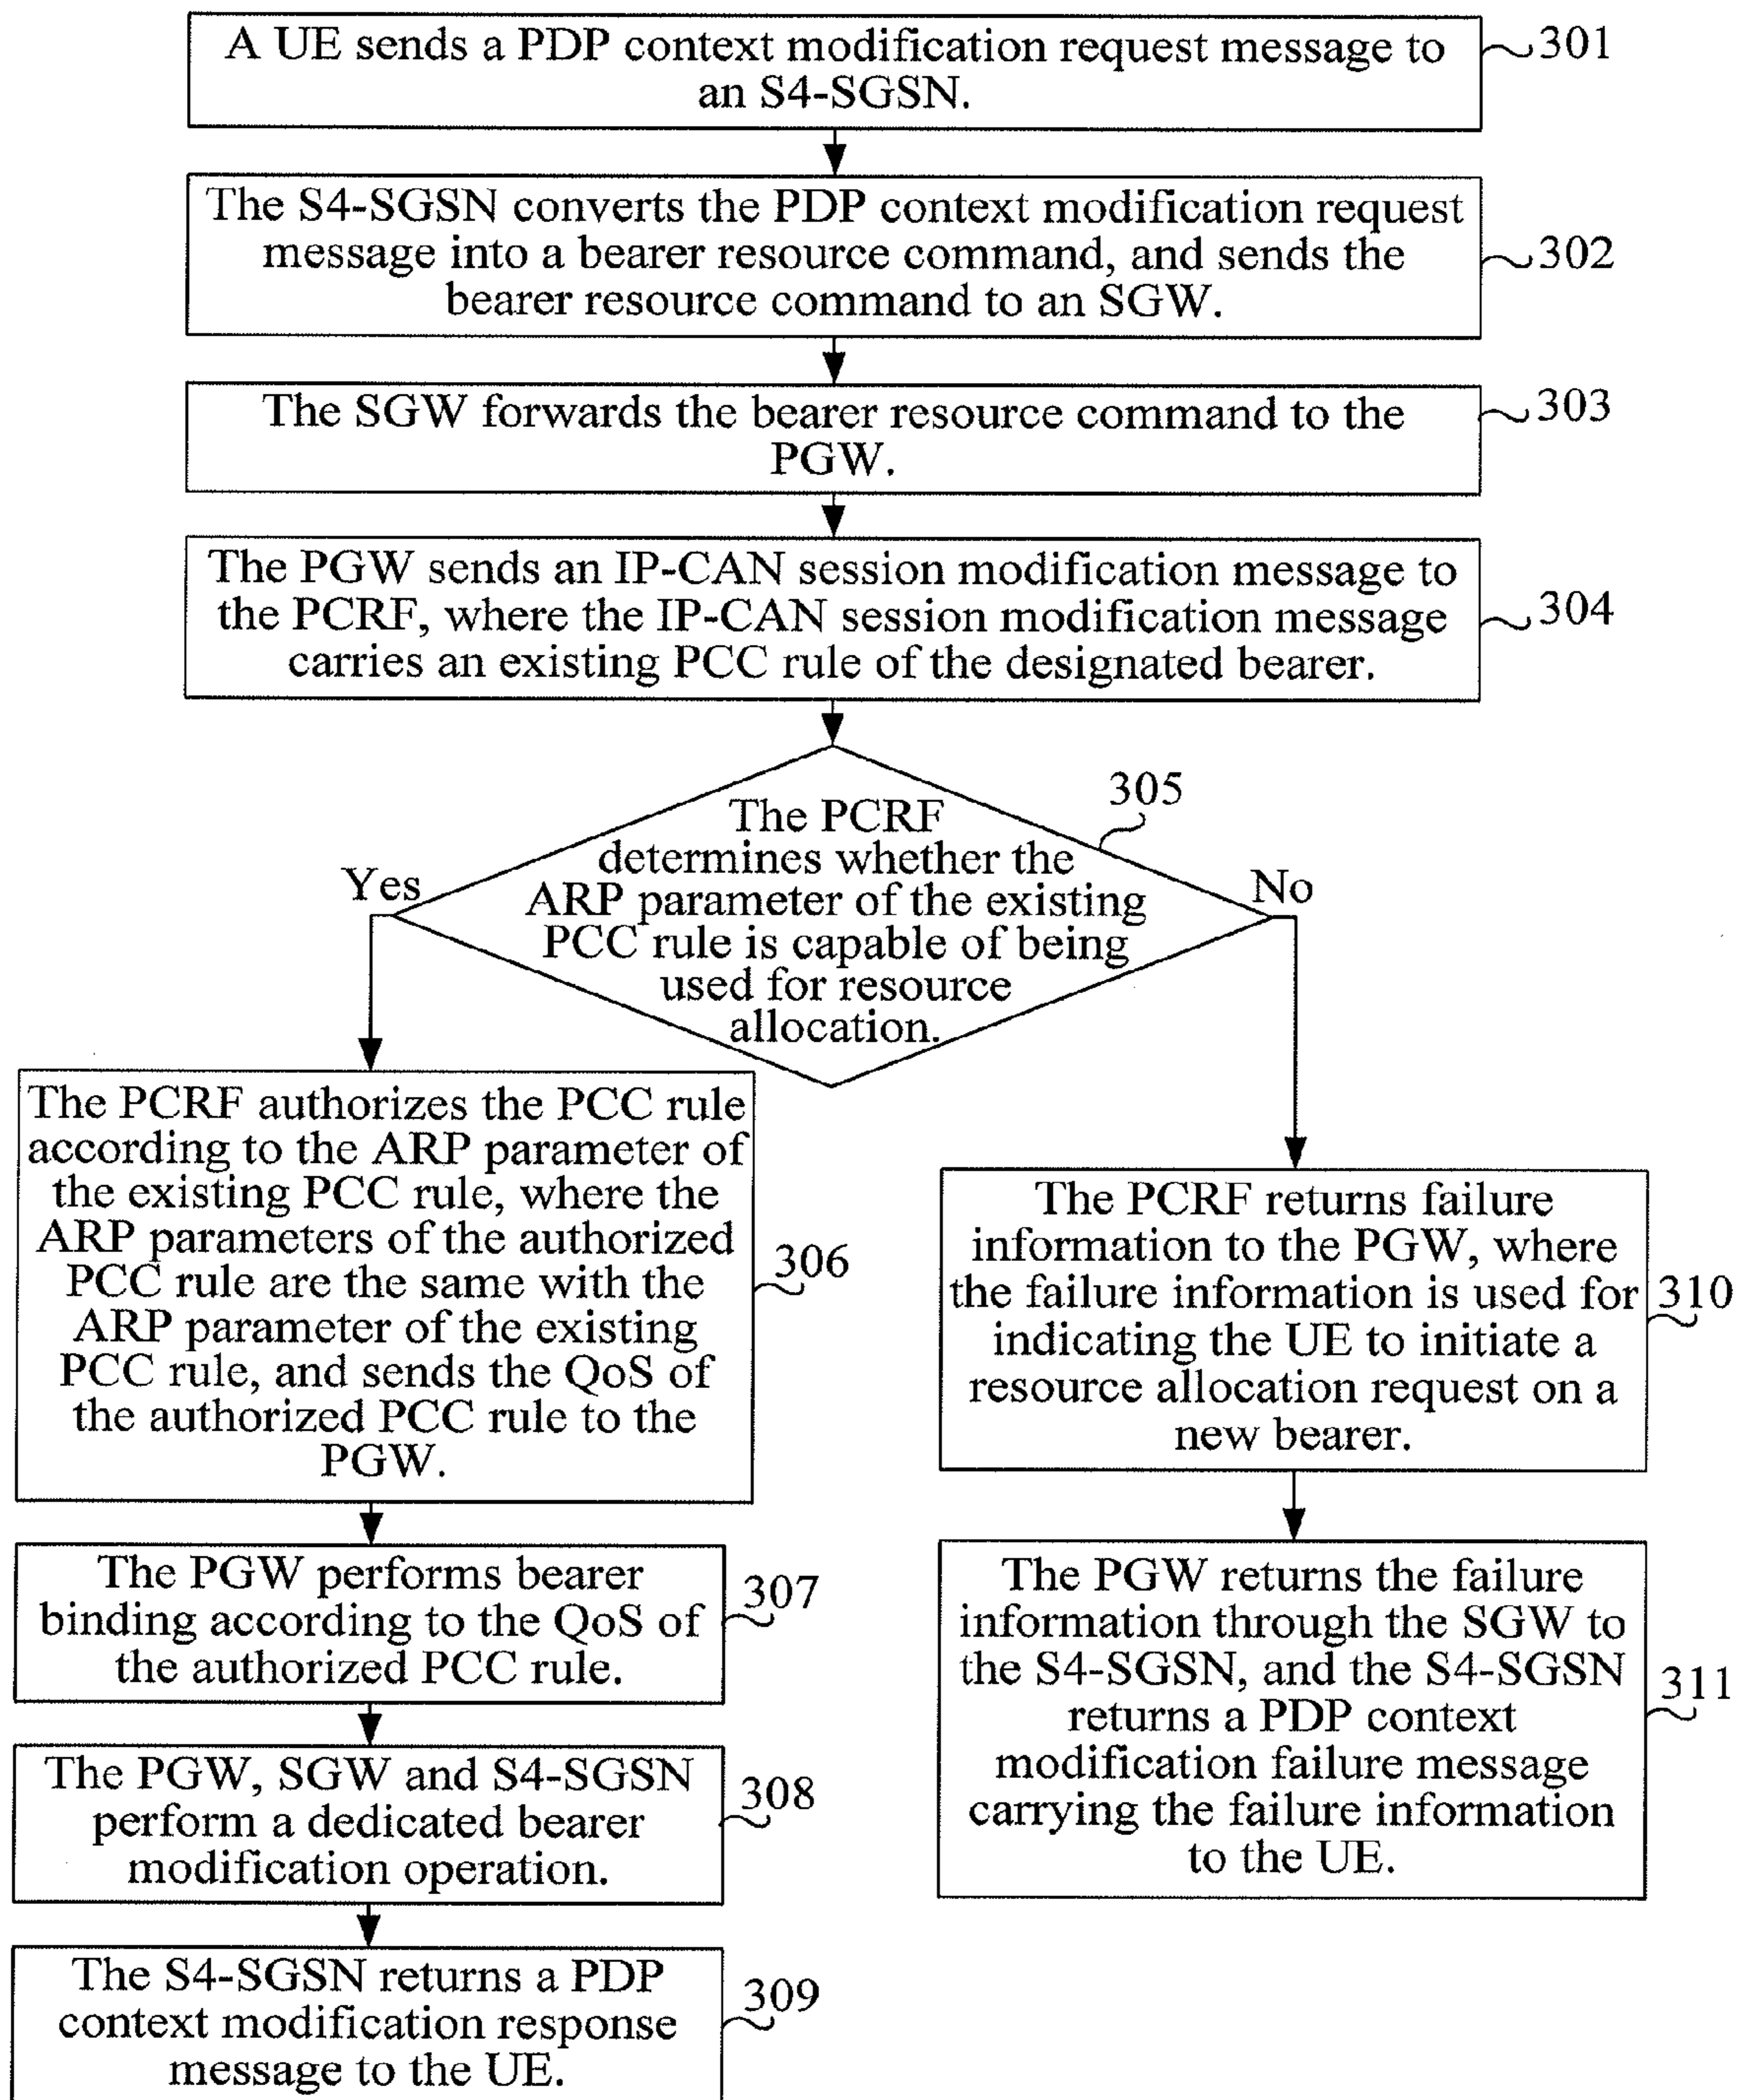 A UE sends a PDP context modification request message to
an S4-SGSN.
301
The S4-SGSN converts the PDP context modification request
message into a bearer resource command, and sends the
bearer resource command to an SGW.
302
The SGW forwards the bearer resource command to the
PGW.
303
The PGW sends an IP-CAN session modification message to
the PCRF, where the IP-CAN session modification message
carries an existing PCC rule of the designated bearer.
304
The PCRF
determines whether the
ARP parameter of the existing
PCC rule is capable of being
used for resource
allocation.
305
Yes
No
The PCRF authorizes the PCC rule
according to the ARP parameter of
the existing PCC rule, where the
ARP parameters of the authorized
PCC rule are the same with the
ARP parameter of the existing
PCC rule, and sends the QoS of
the authorized PCC rule to the
PGW.
306
The PGW performs bearer
binding according to the QoS of
the authorized PCC rule.
307
The PGW, SGW and S4-SGSN
perform a dedicated bearer
modification operation.
308
The S4-SGSN returns a PDP
context modification response
message to the UE.
309
The PCRF returns failure
information to the PGW, where
the failure information is used for
indicating the UE to initiate a
resource allocation request on a
new bearer.
310
The PGW returns the failure
information through the SGW to
the S4-SGSN, and the S4-SGSN
returns a PDP context
modification failure message
carrying the failure information
to the UE.
311